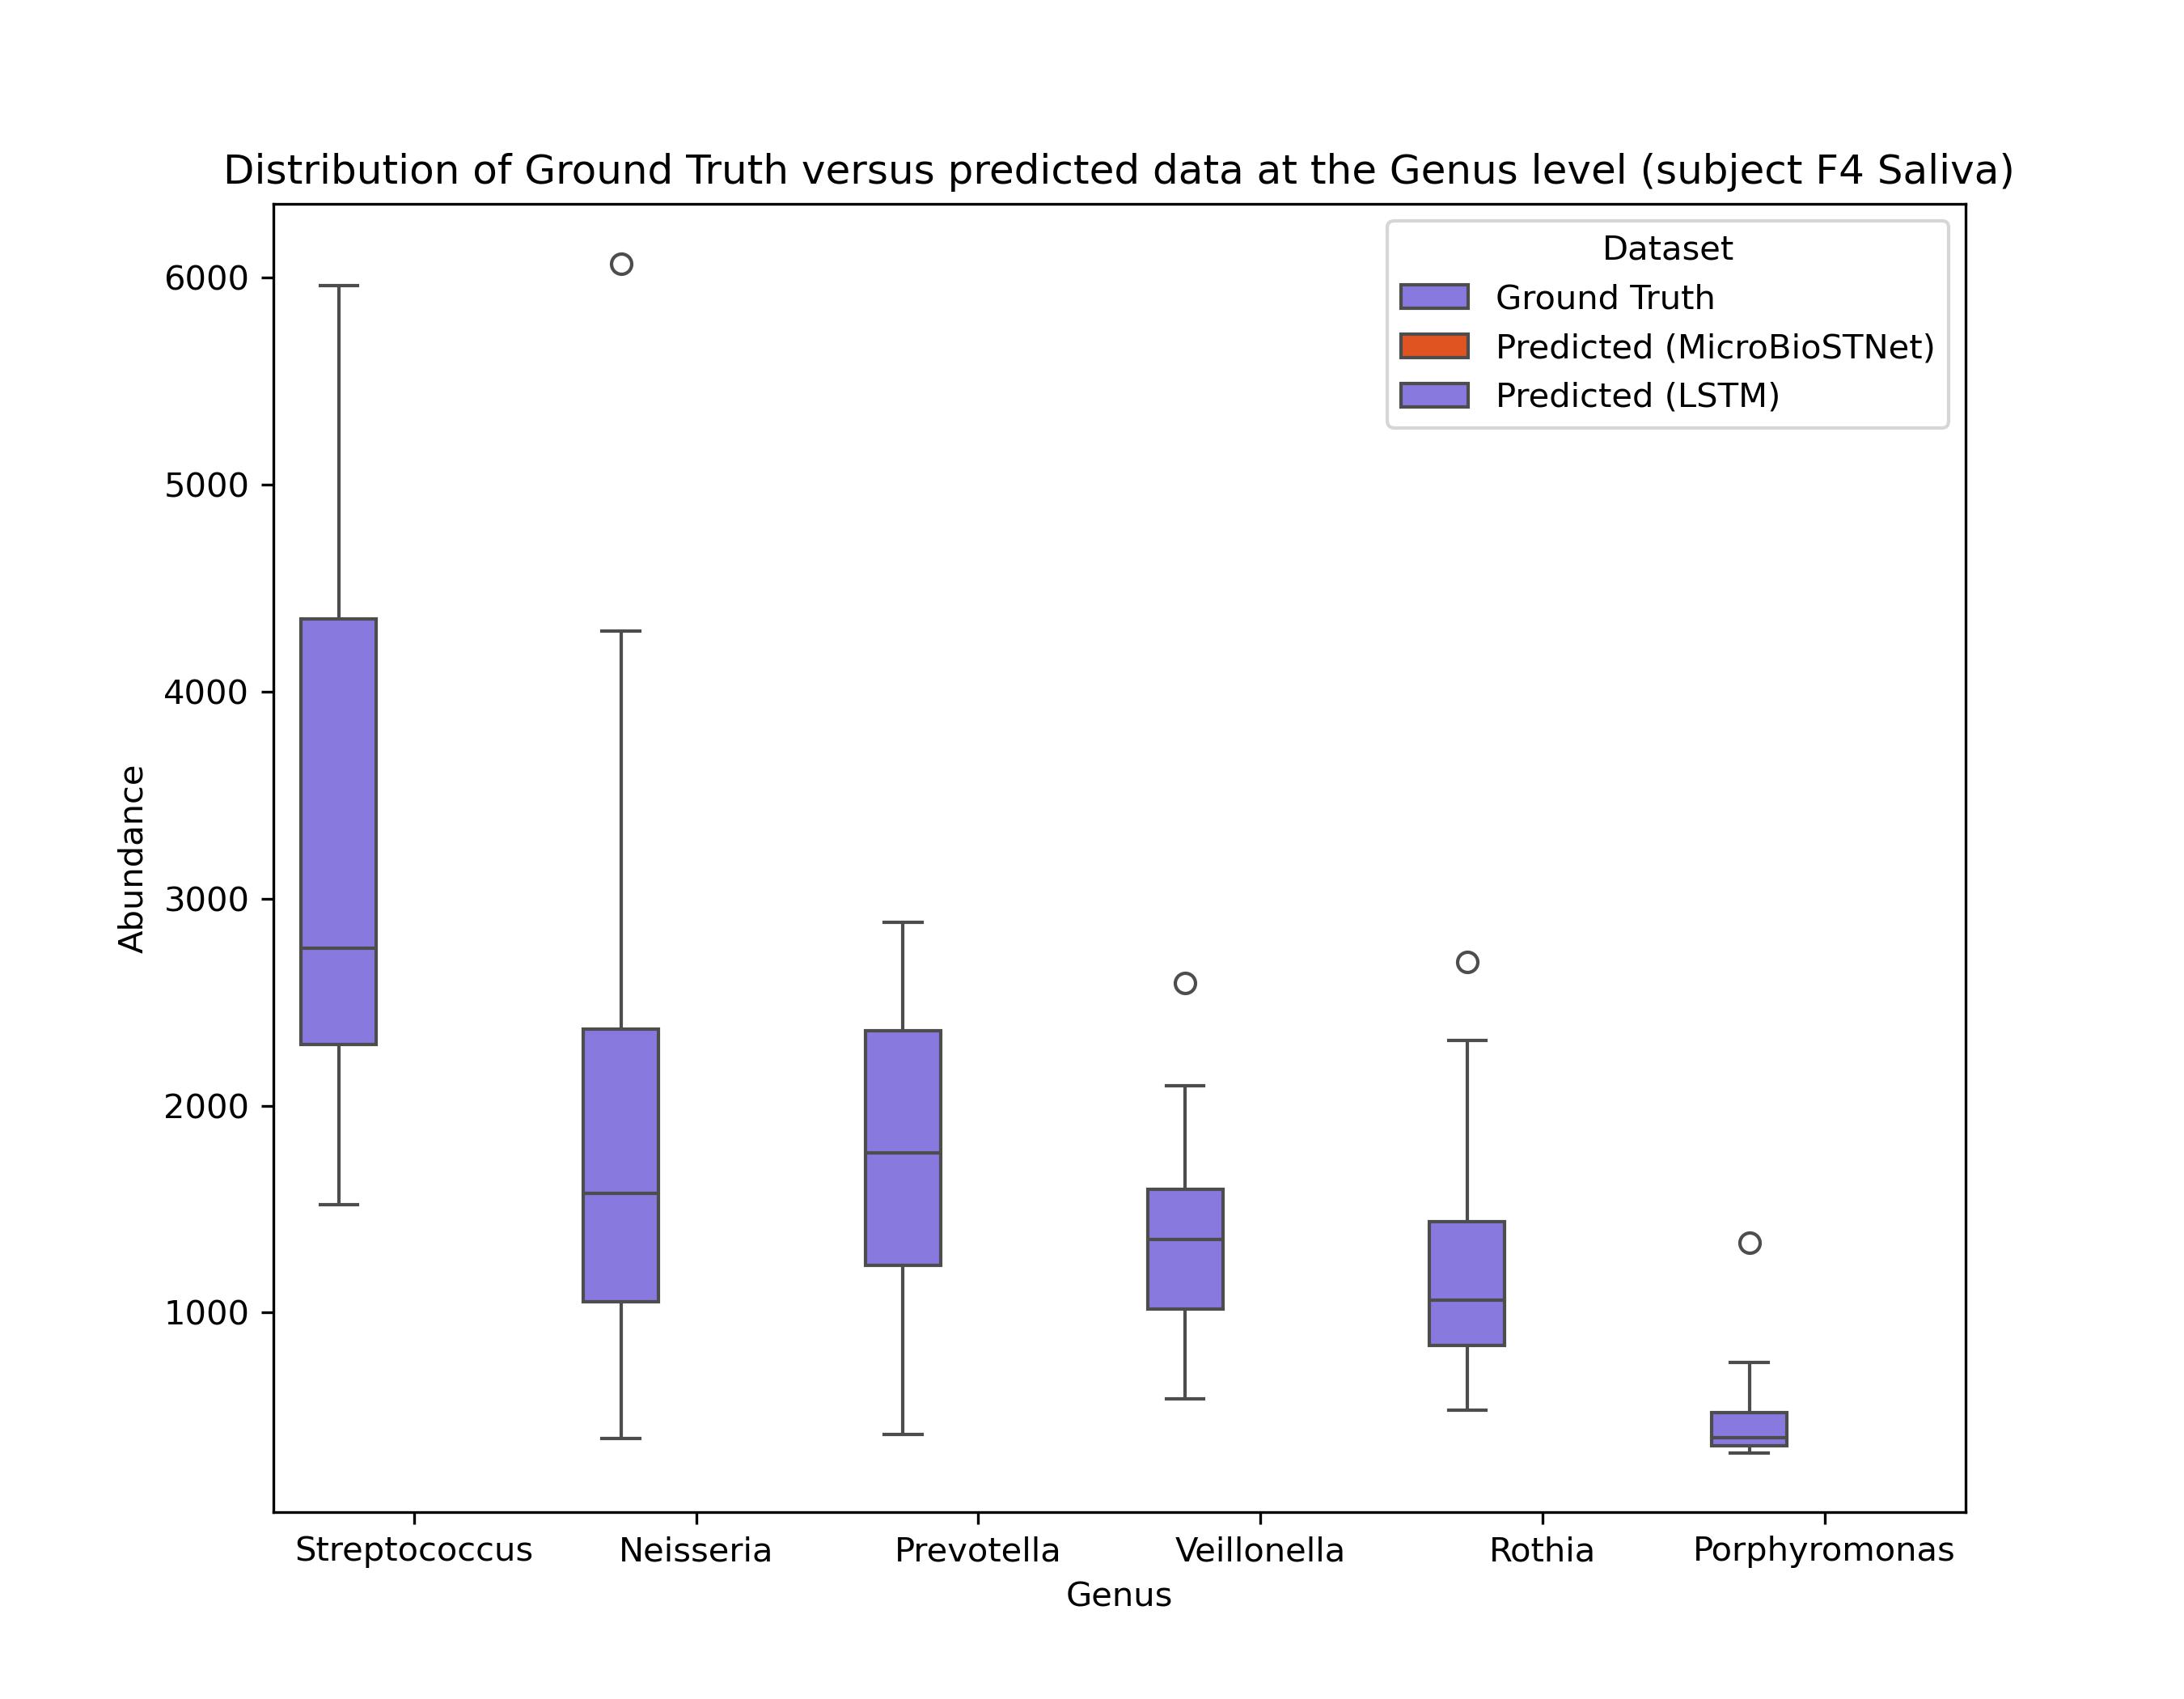 Distribution of Ground Truth versus predicted data at the Genus level (subject F4 Saliva)
Dataset
Ground Truth
Predicted (MicroBioSTNet)
Predicted (LSTM)
6000
5000
4000
3000
2000
1000
Abundance
Streptococcus Neisseria Prevotella Veillonella Rothia Porphyromonas
Genus